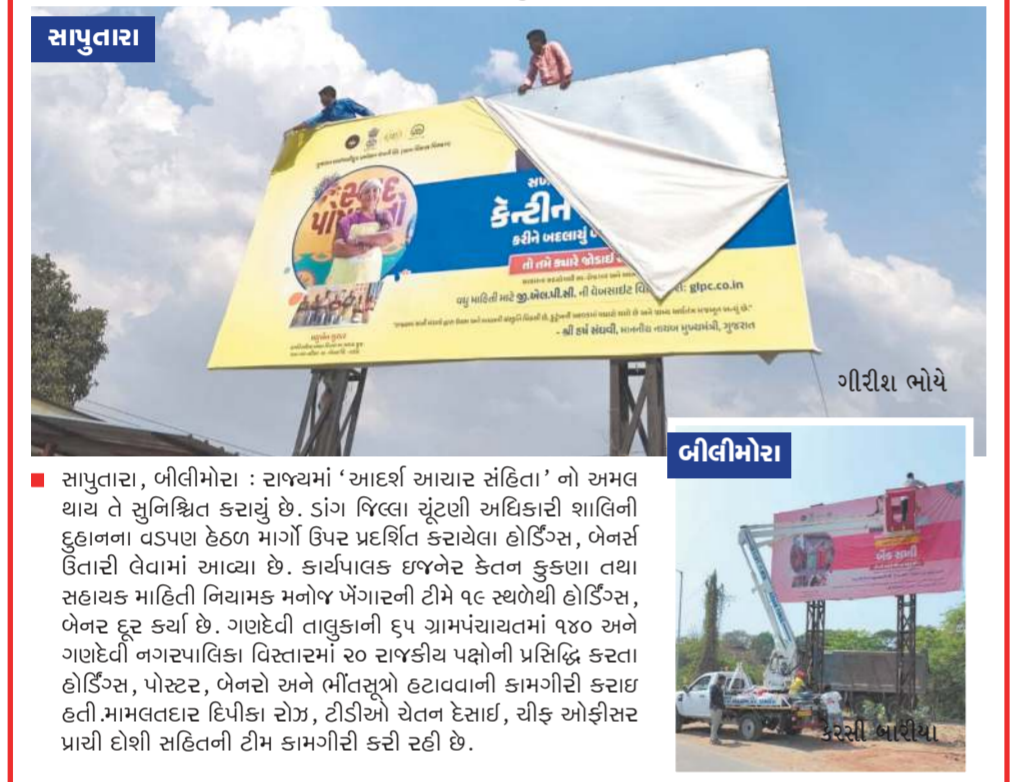 સાપુતારા
સ્વાદ
કેન્ટીન
કરીને બદલાયું
તો તમે ક્યારે જોડાઈ
વધુ માહિતી માટે જી.એલ.પી.સી. ની વેબસાઈટ glpc.co.in
- શ્રી હર્ષ સંઘવી, માનનીય નાયબ મુખ્યમંત્રી, ગુજરાત
ગીરીશ ભોયે
બીલીમોરા
સાપુતારા, બીલીમોરા : રાજ્યમાં ‘આદર્શ આચાર સંહિતા’ નો અમલ
થાય તે સુનિશ્ચિત કરાયું છે. ડાંગ જિલ્લા ચૂંટણી અધિકારી શાલિની
દુહાનના વડપણ હેઠળ માર્ગો ઉપર પ્રદર્શિત કરાયેલા હોર્ડિંગ્સ, બેનર્સ
ઉતારી લેવામાં આવ્યા છે. કાર્યપાલક ઇજનેર કેતન કુકણા તથા
સહાયક માહિતી નિયામક મનોજ ખેંગારની ટીમે ૧૯ સ્થળેથી હોર્ડિંગ્સ,
બેનર દૂર કર્યા છે. ગણદેવી તાલુકાની ૬૫ ગ્રામપંચાયતમાં ૧૪૦ અને
ગણદેવી નગરપાલિકા વિસ્તારમાં ૨૦ રાજકીય પક્ષોની પ્રસિદ્ધિ કરતા
હોર્ડિંગ્સ, પોસ્ટર, બેનરો અને ભીંતસૂત્રો હટાવવાની કામગીરી કરાઇ
હતી.મામલતદાર દિપીકા રોઝ, ટીડીઓ ચેતન દેસાઈ, ચીફ ઓફીસર
પ્રાચી દોશી સહિતની ટીમ કામગીરી કરી રહી છે.
કેરસી બારીયા